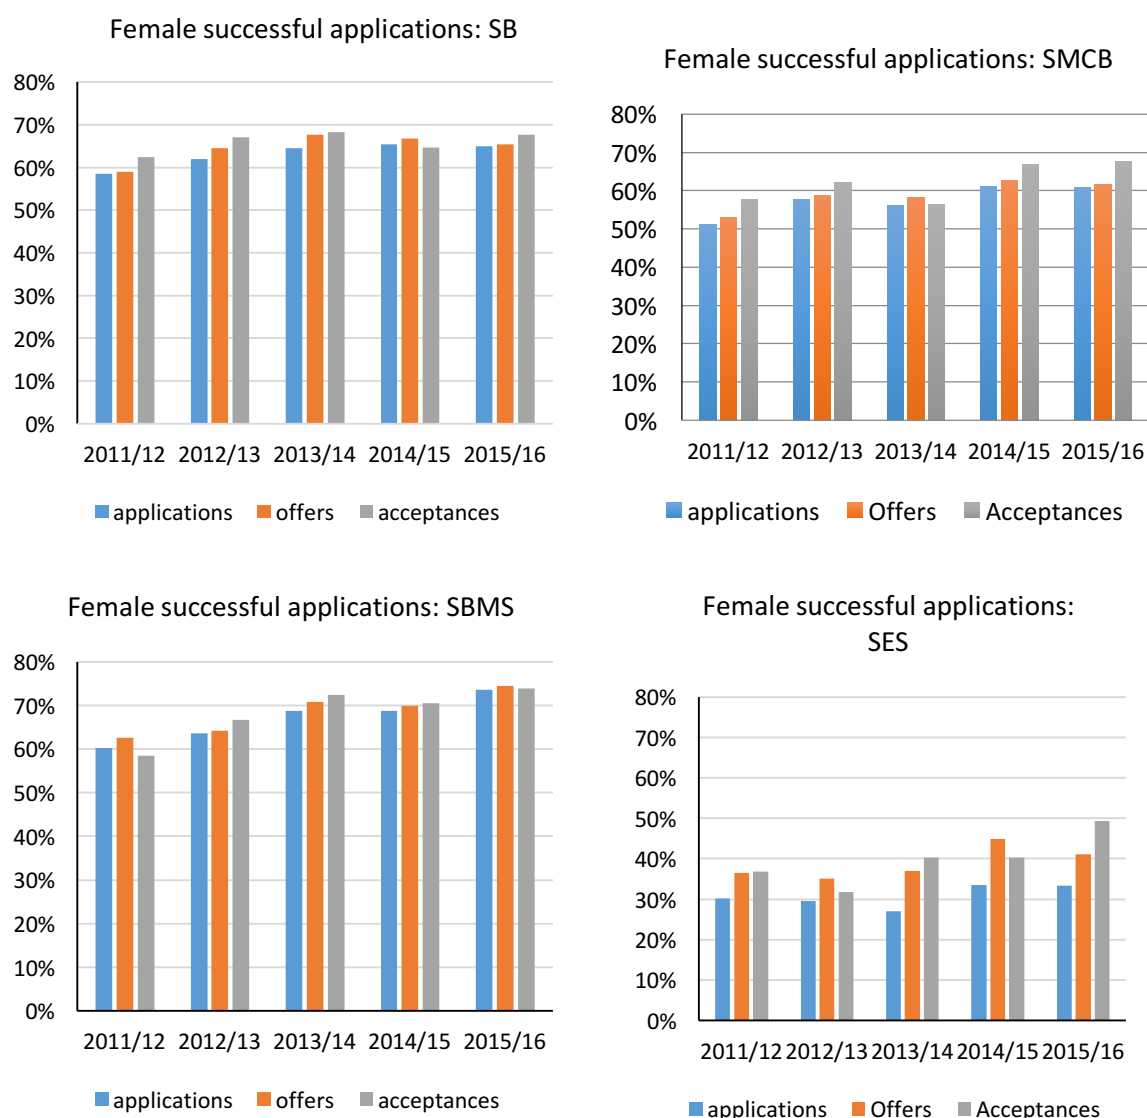 Female successful applications: SB
80%
70%
60%
50%
40%
30%
20%
10%
0%
2011/12 2012/13 2013/14 2014/15 2015/16
applications offers acceptances
Female successful applications: SMCB
80%
70%
60%
50%
40%
30%
20%
10%
0%
2011/12 2012/13 2013/14 2014/15 2015/16
applications Offers Acceptances
Female successful applications: SBMS
80%
70%
60%
50%
40%
30%
20%
10%
0%
2011/12 2012/13 2013/14 2014/15 2015/16
applications offers acceptances
Female successful applications:
SES
80%
70%
60%
50%
40%
30%
20%
10%
0%
2011/12 2012/13 2013/14 2014/15 2015/16
applications Offers Acceptances